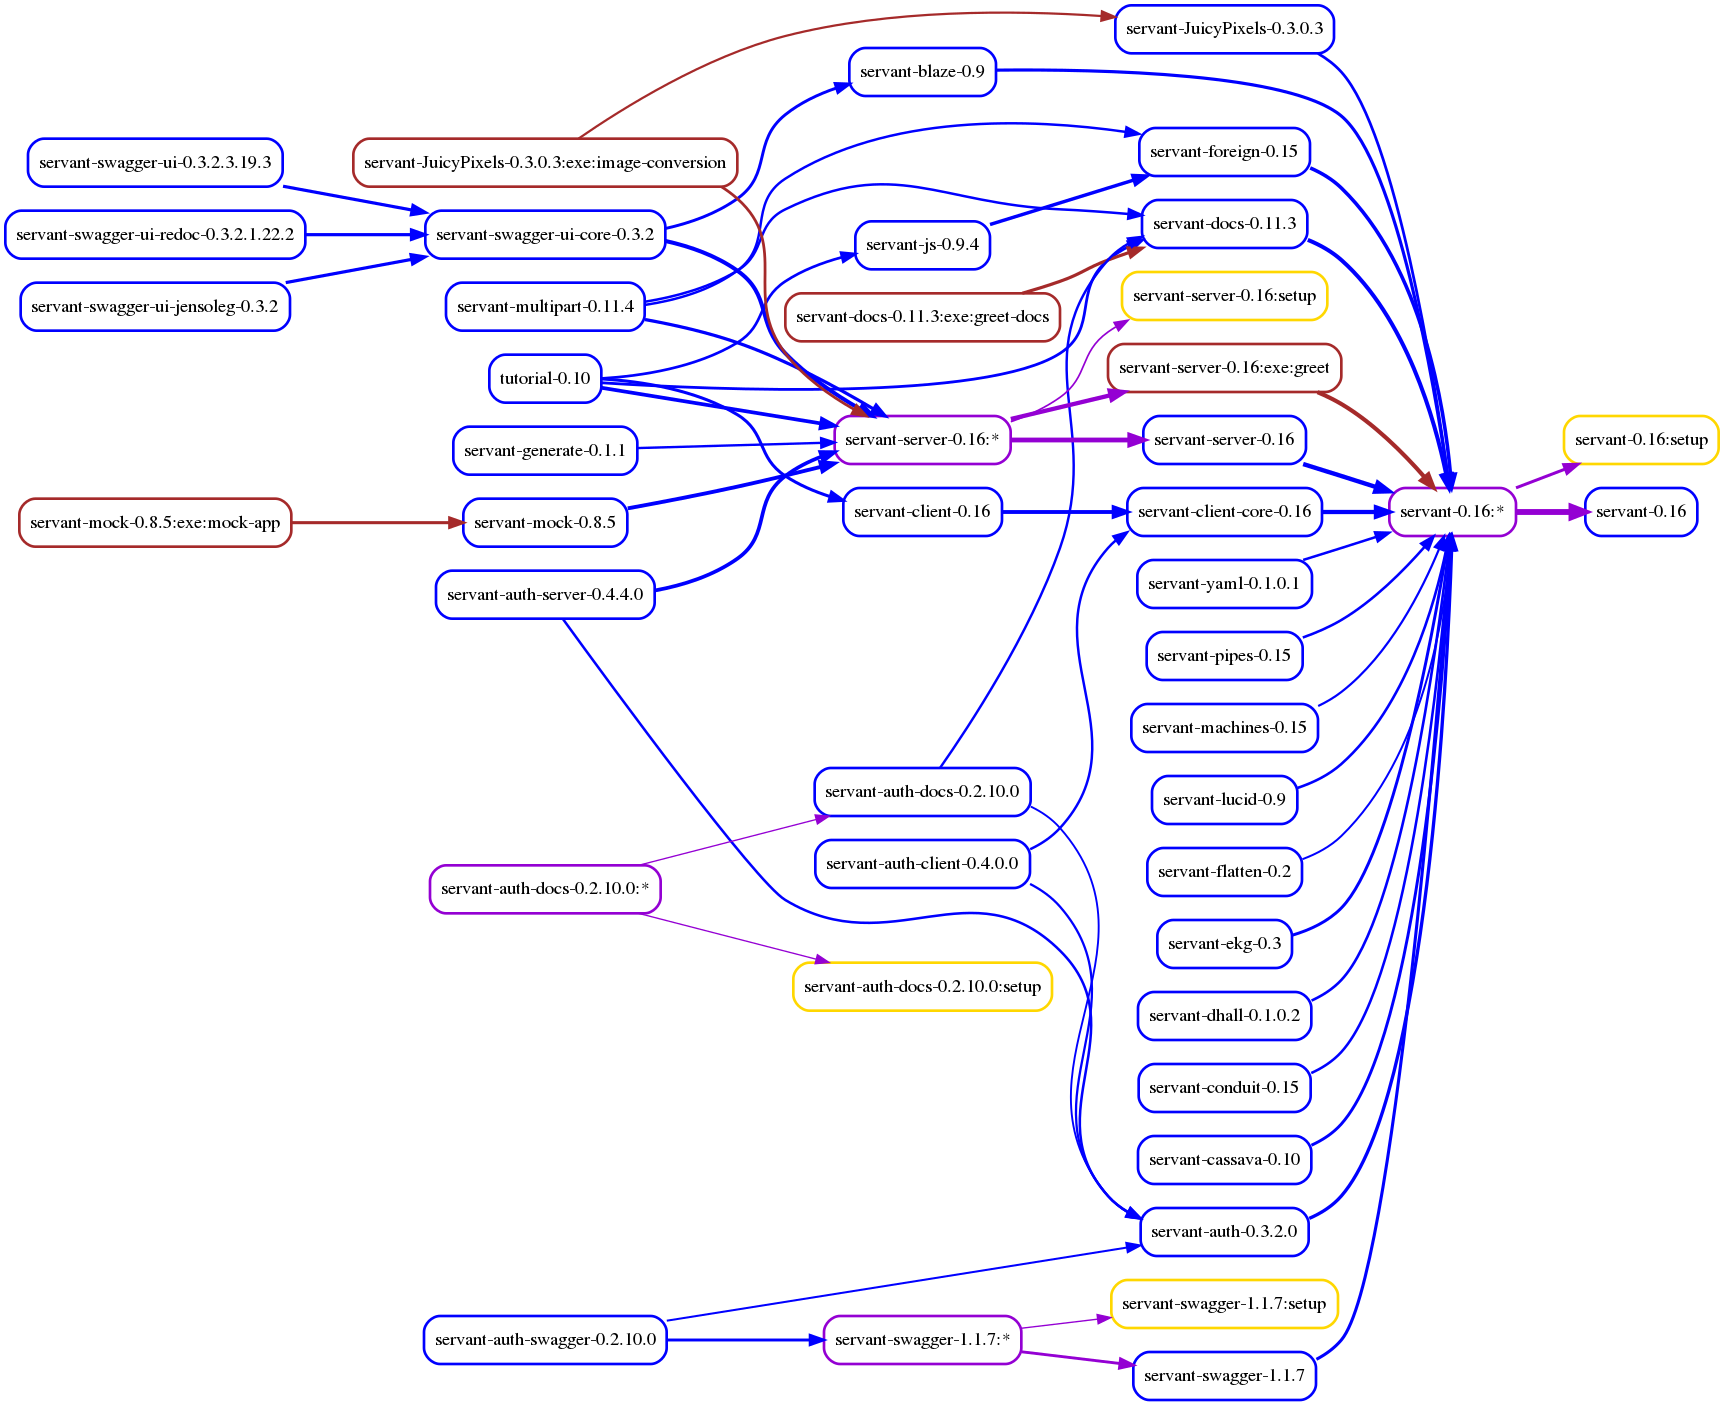 servant-JuicyPixels-0.3.0.3
servant-blaze-0.9
servant-swagger-ui-0.3.2.3.19.3
servant-JuicyPixels-0.3.0.3:exe:image-conversion
servant-foreign-0.15
servant-swagger-ui-redoc-0.3.2.1.22.2
servant-swagger-ui-core-0.3.2
servant-js-0.9.4
servant-docs-0.11.3
servant-swagger-ui-jensoleg-0.3.2
servant-multipart-0.11.4
servant-docs-0.11.3:exe:greet-docs
servant-server-0.16:setup
tutorial-0.10
servant-server-0.16:exe:greet
servant-generate-0.1.1
servant-server-0.16:*
servant-server-0.16
servant-0.16:setup
servant-mock-0.8.5:exe:mock-app
servant-mock-0.8.5
servant-client-0.16
servant-client-core-0.16
servant-0.16:*
servant-0.16
servant-auth-server-0.4.4.0
servant-yaml-0.1.0.1
servant-pipes-0.15
servant-machines-0.15
servant-auth-docs-0.2.10.0
servant-lucid-0.9
servant-auth-client-0.4.0.0
servant-flatten-0.2
servant-auth-docs-0.2.10.0:*
servant-ekg-0.3
servant-auth-docs-0.2.10.0:setup
servant-dhall-0.1.0.2
servant-conduit-0.15
servant-cassava-0.10
servant-auth-0.3.2.0
servant-swagger-1.1.7:setup
servant-auth-swagger-0.2.10.0
servant-swagger-1.1.7:*
servant-swagger-1.1.7